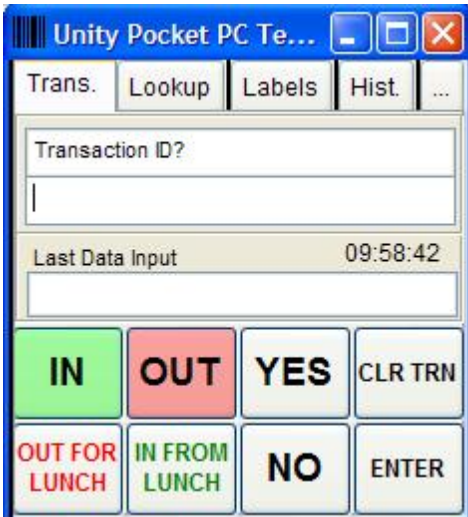 Unity Pocket PC Te...
Trans. Lookup Labels Hist. ...
Transaction ID?
Last Data Input 09:58:42
IN OUT YES CLR TRN
OUT FOR LUNCH IN FROM LUNCH NO ENTER